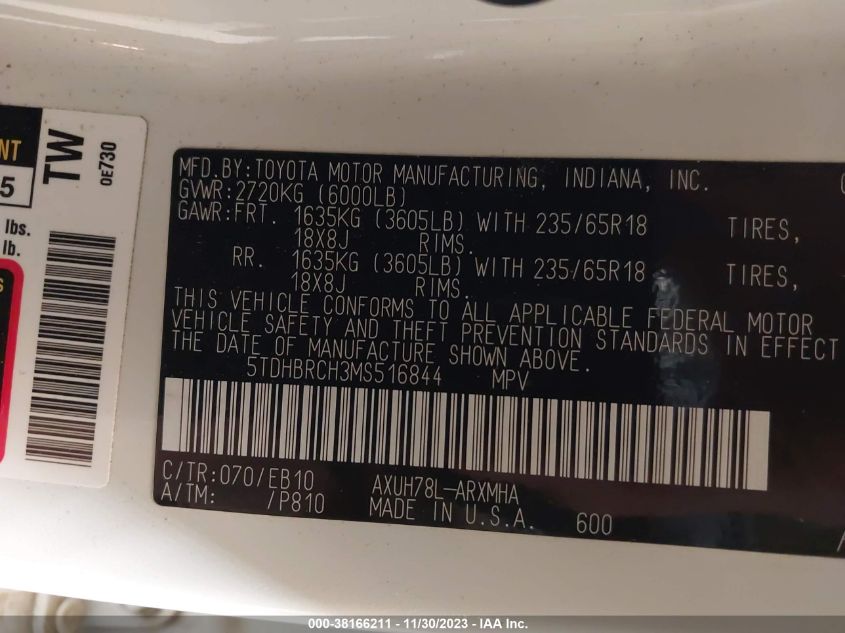 NT
5
TW
OE730
lbs.
lb.
S
MFD.BY:TOYOTA MOTOR MANUFACTURING, INDIANA, INC.
GVWR:2720KG (6000LB)
GAWR:FRT. 1635KG (3605LB) WITH 235/65R18 TIRES,
18X8J RIMS.
RR. 1635KG (3605LB) WITH 235/65R18 TIRES,
18X8J RIMS.
THIS VEHICLE CONFORMS TO ALL APPLICABLE FEDERAL MOTOR
VEHICLE SAFETY AND THEFT PREVENTION STANDARDS IN EFFECT
THE DATE OF MANUFACTURE SHOWN ABOVE.
5TDHBRCH3MS516844 MPV
C/TR:070/EB10 AXUH78L-ARXMHA
A/TM: /P810 MADE IN U.S.A. 600
000-38166211 - 11/30/2023 - IAA Inc.